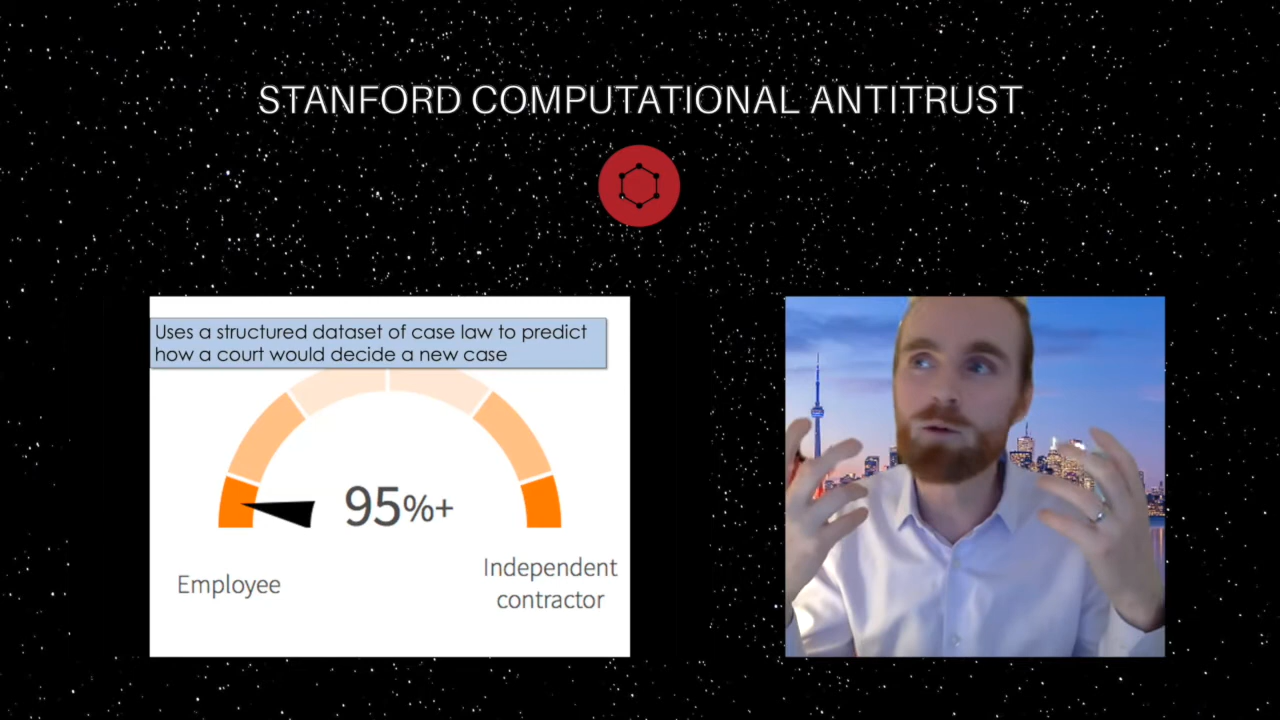 STANFORD COMPUTATIONAL ANTITRUST
Uses a structured dataset of case law to predict
how a court would decide a new case
95%+
Employee
Independent
contractor